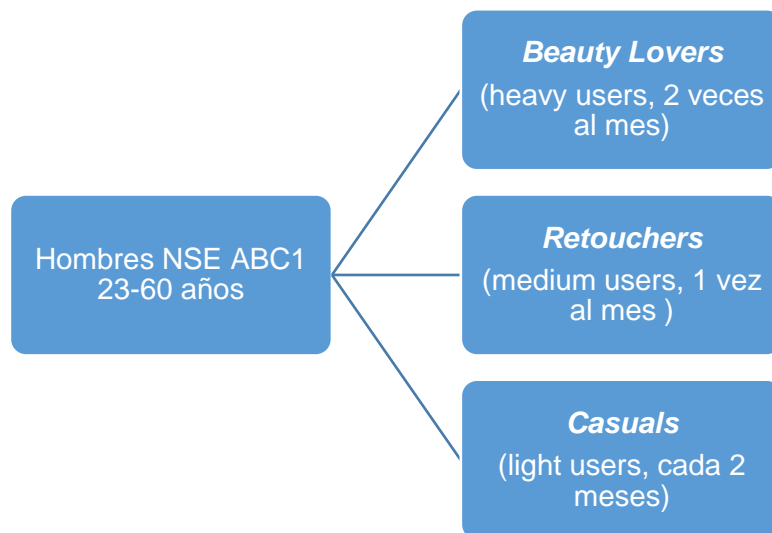 Hombres NSE ABC1
23-60 años
Beauty Lovers
(heavy users, 2 veces
al mes)
Retouchers
(medium users, 1 vez
al mes )
Casuals
(light users, cada 2
meses)